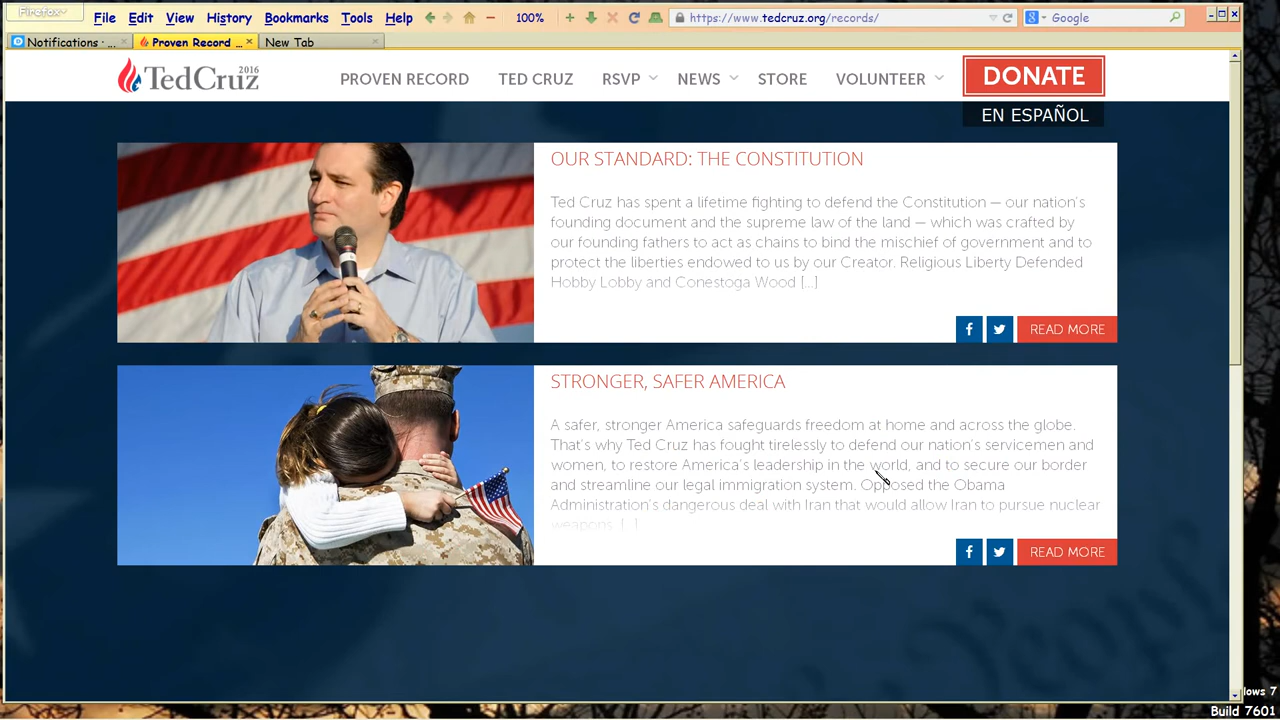 Firefox
File Edit View History Bookmarks Tools Help 100% https://www.tedcruz.org/records/ Google
Notifications · ... Proven Record ... New Tab
TedCruz 2016 PROVEN RECORD TED CRUZ RSVP NEWS STORE VOLUNTEER DONATE
EN ESPAÑOL
OUR STANDARD: THE CONSTITUTION
Ted Cruz has spent a lifetime fighting to defend the Constitution — our nation's
founding document and the supreme law of the land — which was crafted by
our founding fathers to act as chains to bind the mischief of government and to
protect the liberties endowed to us by our Creator. Religious Liberty Defended
Hobby Lobby and Conestoga Wood [...]
READ MORE
STRONGER, SAFER AMERICA
A safer, stronger America safeguards freedom at home and across the globe.
That's why Ted Cruz has fought tirelessly to defend our nation's servicemen and
women, to restore America's leadership in the world, and to secure our border
and streamline our legal immigration system. Opposed the Obama
Administration's dangerous deal with Iran that would allow Iran to pursue nuclear
weapons. [...]
READ MORE
lows 7
Build 7601